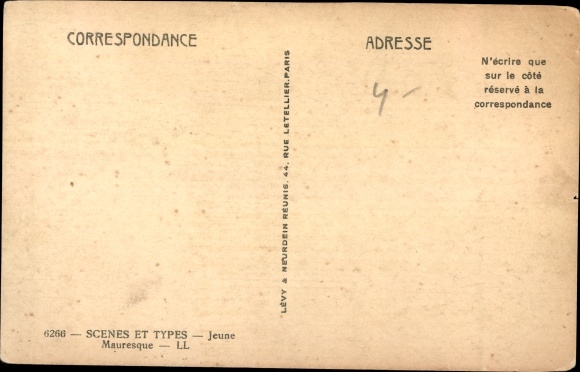 CORRESPONDANCE
ADRESSE
N'écrire que
sur le côté
réservé à la
correspondance
4-
LÉVY & NEURDEIN RÉUNIS. 44, RUE LETELLIER. PARIS
6266 — SCENES ET TYPES — Jeune
Mauresque — LL